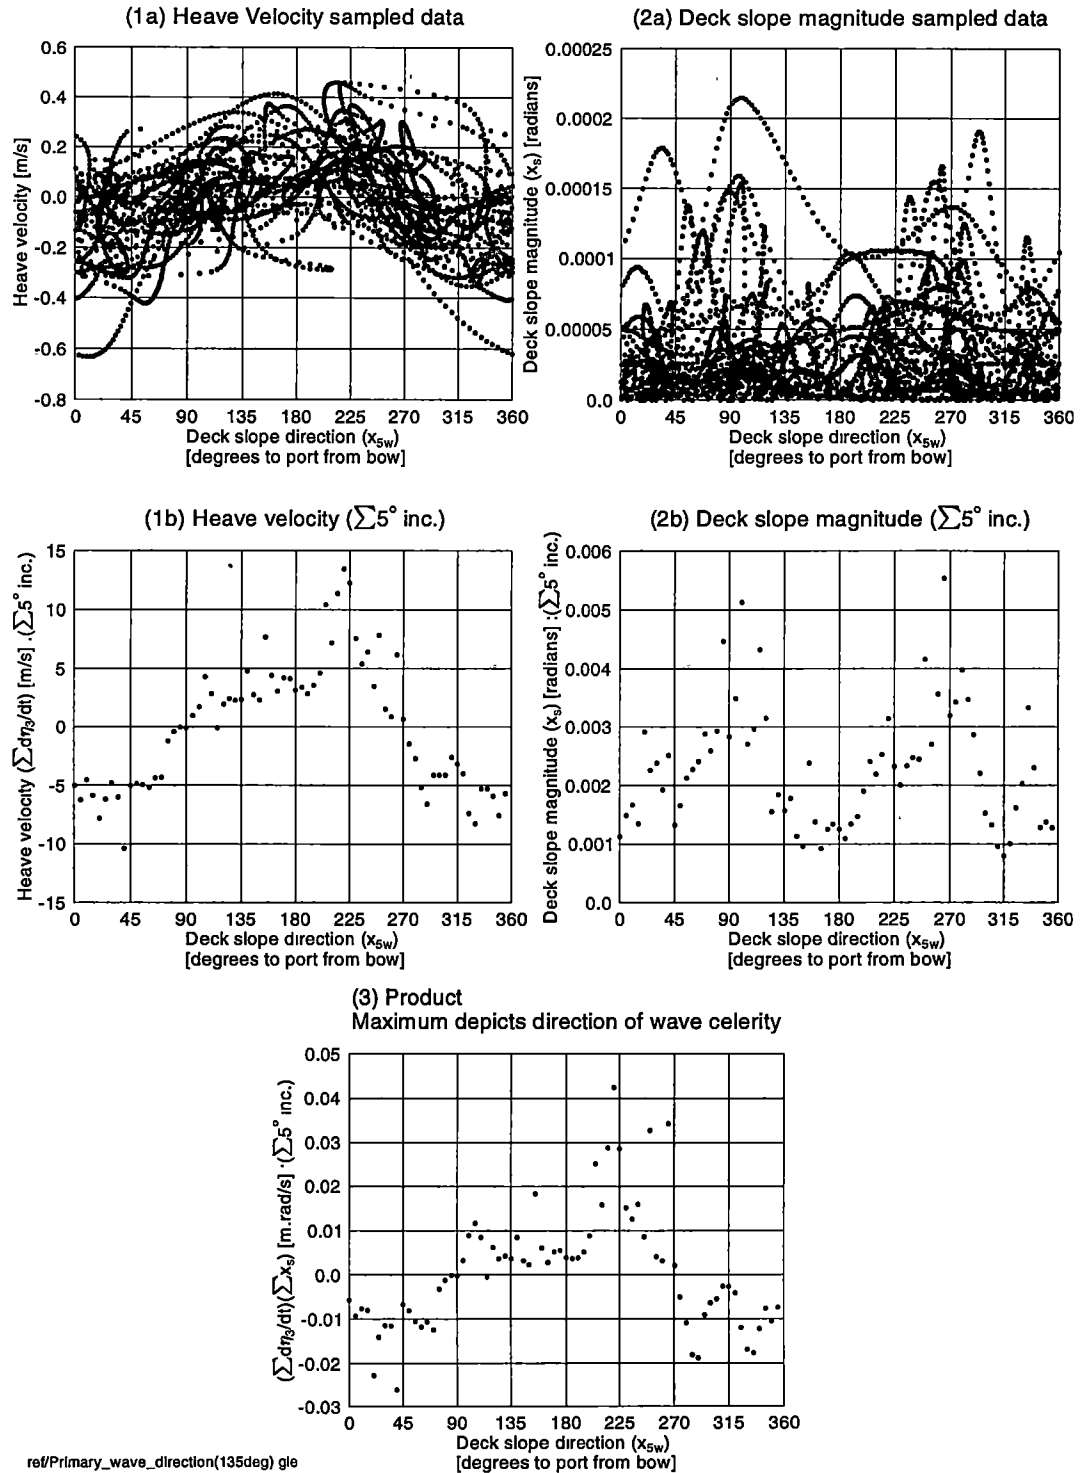 (1a) Heave Velocity sampled data
Heave velocity [m/s]
0.6
0.4
0.2
0.0
-0.2
-0.4
-0.6
-0.8
0 45 90 135 180 225 270 315 360
Deck slope direction (x5w)
[degrees to port from bow]
(2a) Deck slope magnitude sampled data
Deck slope magnitude (xs) [radians]
0.00025
0.0002
0.00015
0.0001
0.00005
0.0
0 45 90 135 180 225 270 315 360
Deck slope direction (x5w)
[degrees to port from bow]
(1b) Heave velocity (∑5° inc.)
Heave velocity (∑dη3/dt) [m/s] .(∑5° inc.)
15
10
5
0
-5
-10
-15
0 45 90 135 180 225 270 315 360
Deck slope direction (x5w)
[degrees to port from bow]
(2b) Deck slope magnitude (∑5° inc.)
Deck slope magnitude (xs) [radians] :(∑5° inc.)
0.006
0.005
0.004
0.003
0.002
0.001
0.0
0 45 90 135 180 225 270 315 360
Deck slope direction (x5w)
[degrees to port from bow]
(3) Product
Maximum depicts direction of wave celerity
(∑dη3/dt)(∑xs) [m.rad/s] .(∑5° inc.)
0.05
0.04
0.03
0.02
0.01
0.0
-0.01
-0.02
-0.03
0 45 90 135 180 225 270 315 360
Deck slope direction (x5w)
[degrees to port from bow]
ref/Primary_wave_direction(135deg) gle